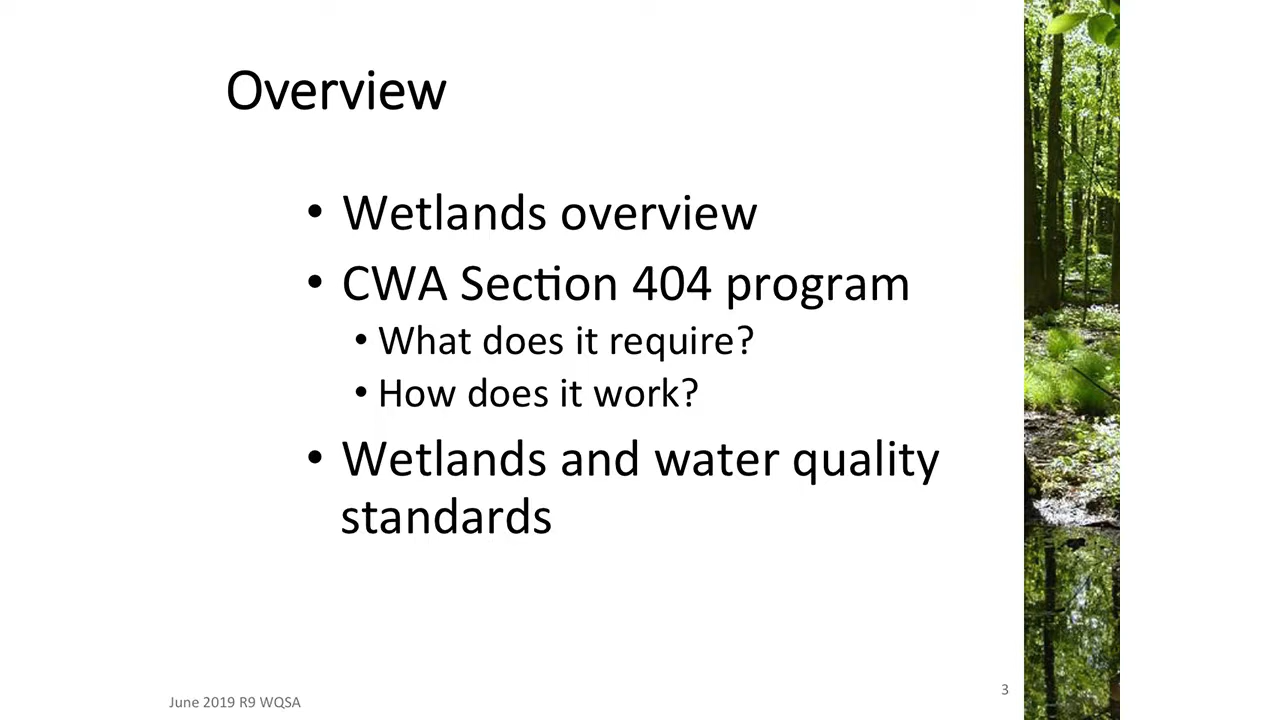 Overview
• Wetlands overview
• CWA Section 404 program
• What does it require?
• How does it work?
• Wetlands and water quality
standards
June 2019 R9 WQSA
3